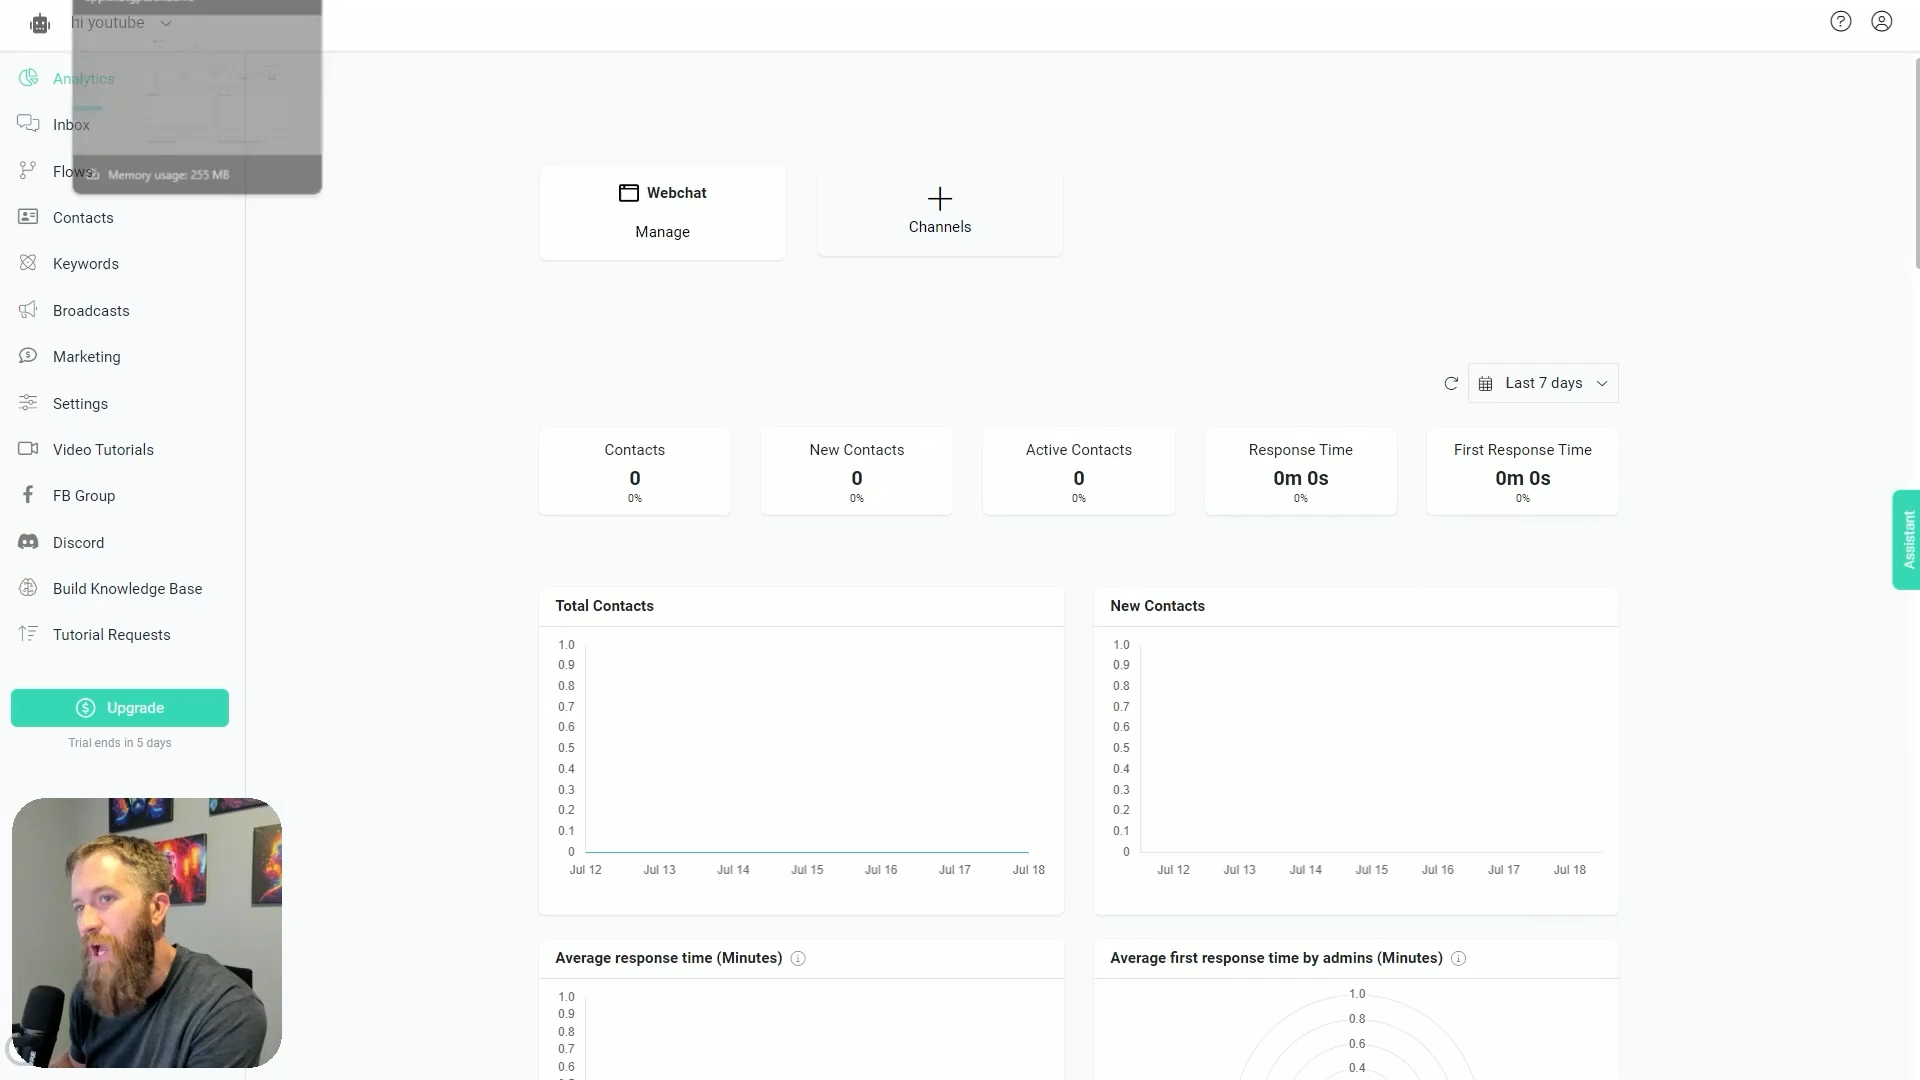 hi youtube
Analytics
Inbox
Flows
Memory usage: 255 MB
Contacts
Keywords
Broadcasts
Marketing
Settings
Video Tutorials
FB Group
Discord
Build Knowledge Base
Tutorial Requests
Upgrade
Trial ends in 5 days
Webchat
Manage
Channels
Last 7 days
Contacts
0
0%
New Contacts
0
0%
Active Contacts
0
0%
Response Time
0m 0s
0%
First Response Time
0m 0s
0%
Assistant
Total Contacts
1.0
0.9
0.8
0.7
0.6
0.5
0.4
0.3
0.2
0.1
0
Jul 12 Jul 13 Jul 14 Jul 15 Jul 16 Jul 17 Jul 18
New Contacts
1.0
0.9
0.8
0.7
0.6
0.5
0.4
0.3
0.2
0.1
0
Jul 12 Jul 13 Jul 14 Jul 15 Jul 16 Jul 17 Jul 18
Average response time (Minutes)
1.0
0.9
0.8
0.7
0.6
Average first response time by admins (Minutes)
1.0
0.8
0.6
0.4